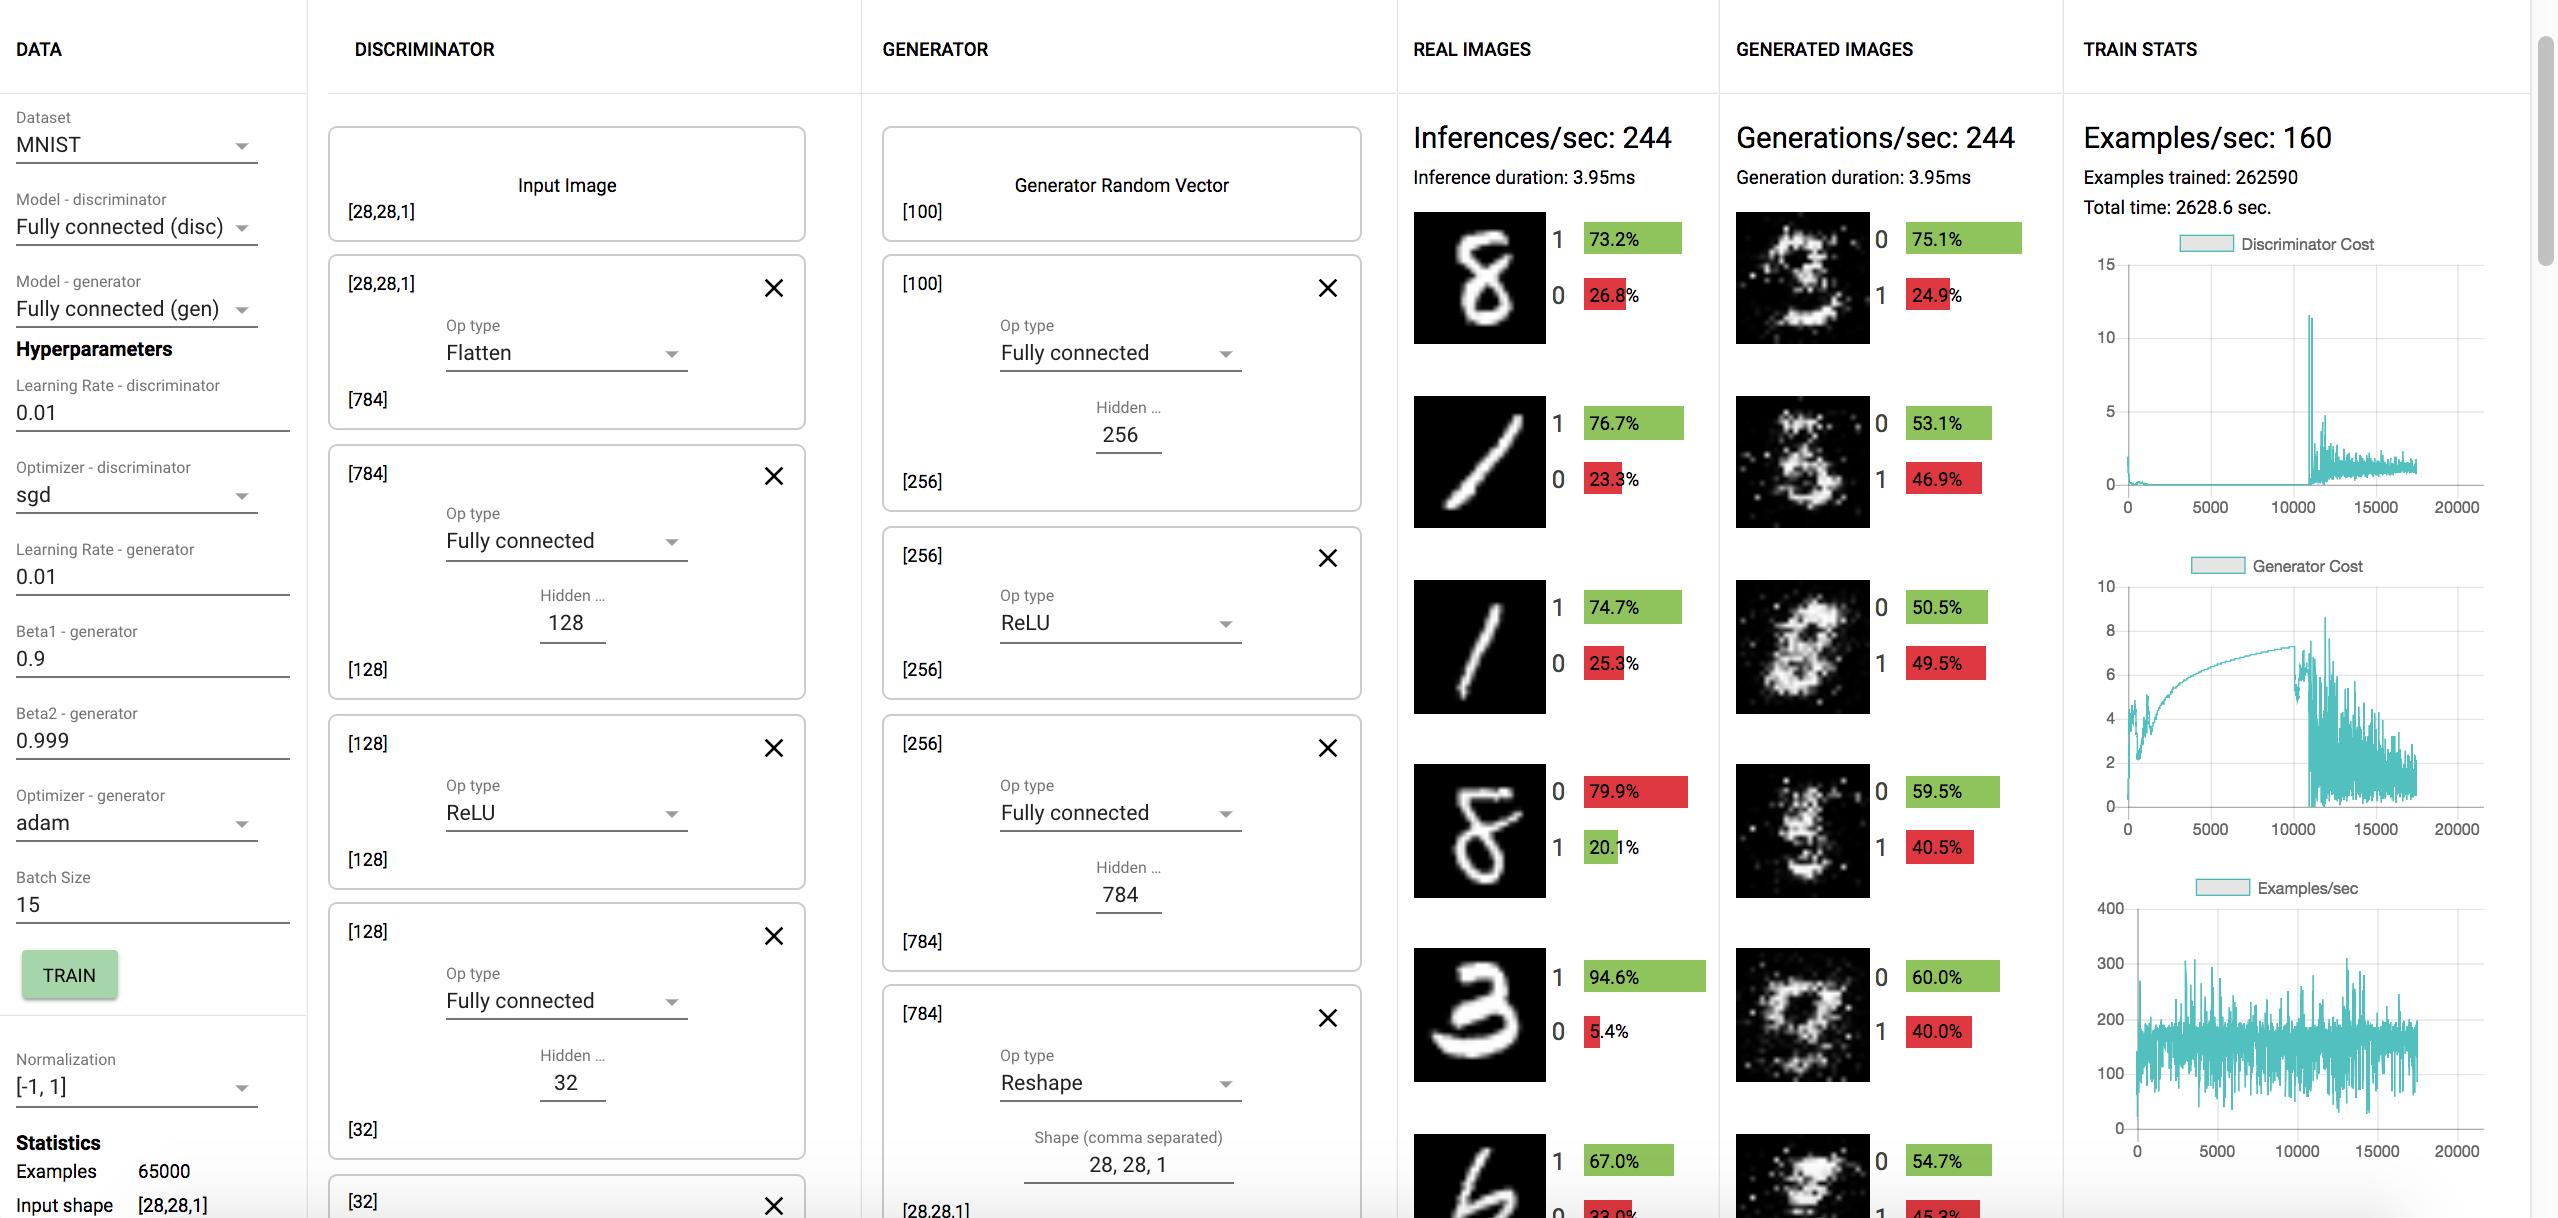 DATA
Dataset
MNIST
Model - discriminator
Fully connected (disc)
Model - generator
Fully connected (gen)
Hyperparameters
Learning Rate - discriminator
0.01
Optimizer - discriminator
sgd
Learning Rate - generator
0.01
Beta1 - generator
0.9
Beta2 - generator
0.999
Optimizer - generator
adam
Batch Size
15
TRAIN
Normalization
[-1, 1]
Statistics
Examples 65000
Input shape [28,28,1]
DISCRIMINATOR
Input Image
[28,28,1]
[28,28,1]
Op type
Flatten
[784]
[784]
Op type
Fully connected
Hidden ...
128
[128]
[128]
Op type
ReLU
[128]
[128]
Op type
Fully connected
Hidden ...
32
[32]
[32]
GENERATOR
Generator Random Vector
[100]
[100]
Op type
Fully connected
Hidden ...
256
[256]
[256]
Op type
ReLU
[256]
[256]
Op type
Fully connected
Hidden ...
784
[784]
[784]
Op type
Reshape
Shape (comma separated)
28, 28, 1
[28,28,1]
REAL IMAGES
Inferences/sec: 244
Inference duration: 3.95ms
8
1 73.2%
0 26.8%
1 76.7%
0 23.3%
1 74.7%
0 25.3%
8
0 79.9%
1 20.1%
3
1 94.6%
0 5.4%
6
1 67.0%
0 33.0%
GENERATED IMAGES
Generations/sec: 244
Generation duration: 3.95ms
0 75.1%
1 24.9%
0 53.1%
1 46.9%
0 50.5%
1 49.5%
0 59.5%
1 40.5%
0 60.0%
1 40.0%
0 54.7%
1 45.3%
TRAIN STATS
Examples/sec: 160
Examples trained: 262590
Total time: 2628.6 sec.
Discriminator Cost
15
10
5
0
0 5000 10000 15000 20000
Generator Cost
10
8
6
4
2
0
0 5000 10000 15000 20000
Examples/sec
400
300
200
100
0
0 5000 10000 15000 20000